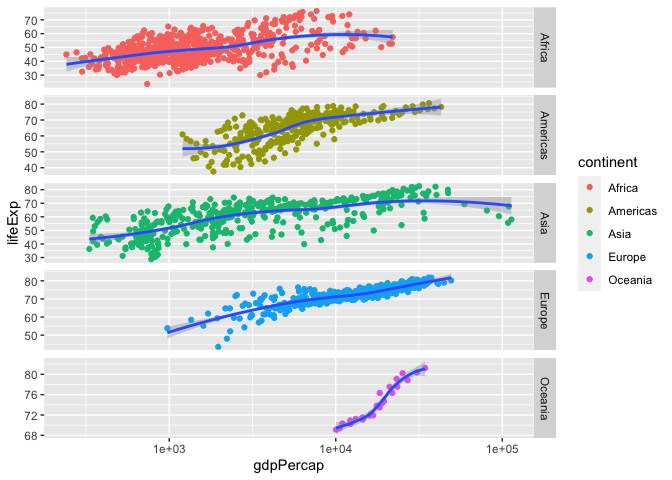 70
60
50
40
30
Africa
80
70
60
50
40
Americas
80
70
60
50
40
30
Asia
80
70
60
50
Europe
80
76
72
68
Oceania
lifeExp
1e+03 1e+04 1e+05
gdpPercap
continent
Africa
Americas
Asia
Europe
Oceania